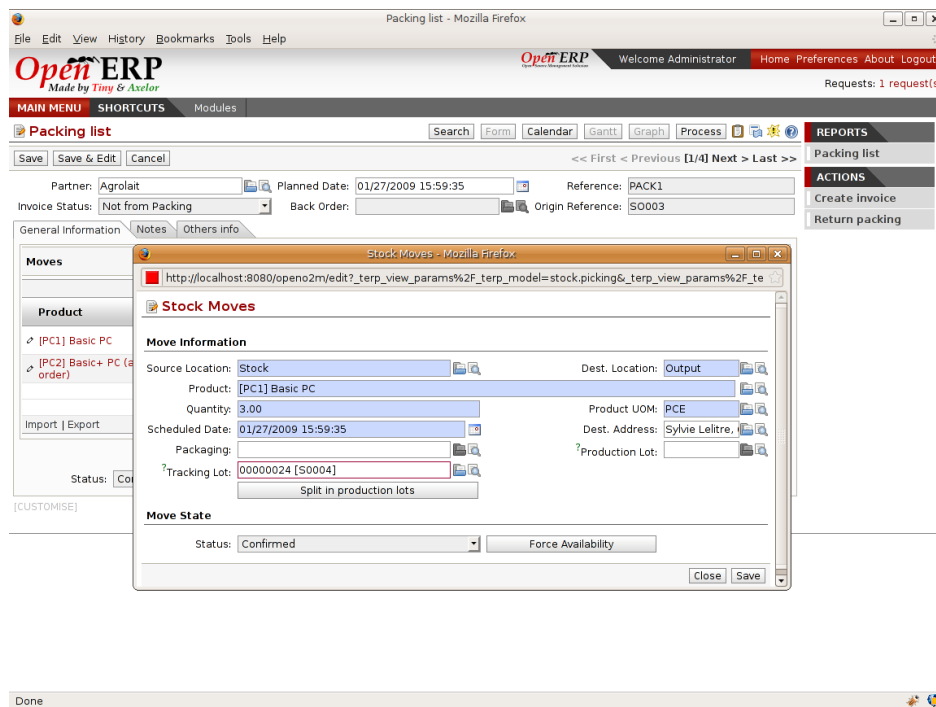 Packing list - Mozilla Firefox
File Edit View History Bookmarks Tools Help
Open ERP
Made by Tiny & Axelor
Open ERP
Welcome Administrator
Home Preferences About Logout
Requests: 1 request(s
MAIN MENU SHORTCUTS Modules
Packing list
Search Form Calendar Gantt Graph Process
REPORTS
Save Save & Edit Cancel
<< First < Previous [1/4] Next > Last >>
Packing list
ACTIONS
Create invoice
Return packing
Partner: Agrolait Planned Date: 01/27/2009 15:59:35 Reference: PACK1
Invoice Status: Not from Packing Back Order: Origin Reference: SO003
General Information Notes Others info
Moves
Product
[PC1] Basic PC
[PC2] Basic+ PC (a
order)
Import | Export
Status: Co
[CUSTOMISE]
Stock Moves - Mozilla Firefox
http://localhost:8080/openo2m/edit?_terp_view_params%2F_terp_model=stock.picking&_terp_view_params%2F_te
Stock Moves
Move Information
Source Location: Stock Dest. Location: Output
Product: [PC1] Basic PC
Quantity: 3.00 Product UOM: PCE
Scheduled Date: 01/27/2009 15:59:35 Dest. Address: Sylvie Lelitre,
Packaging: ?Production Lot:
?Tracking Lot: 00000024 [S0004]
Split in production lots
Move State
Status: Confirmed Force Availability
Close Save
Done